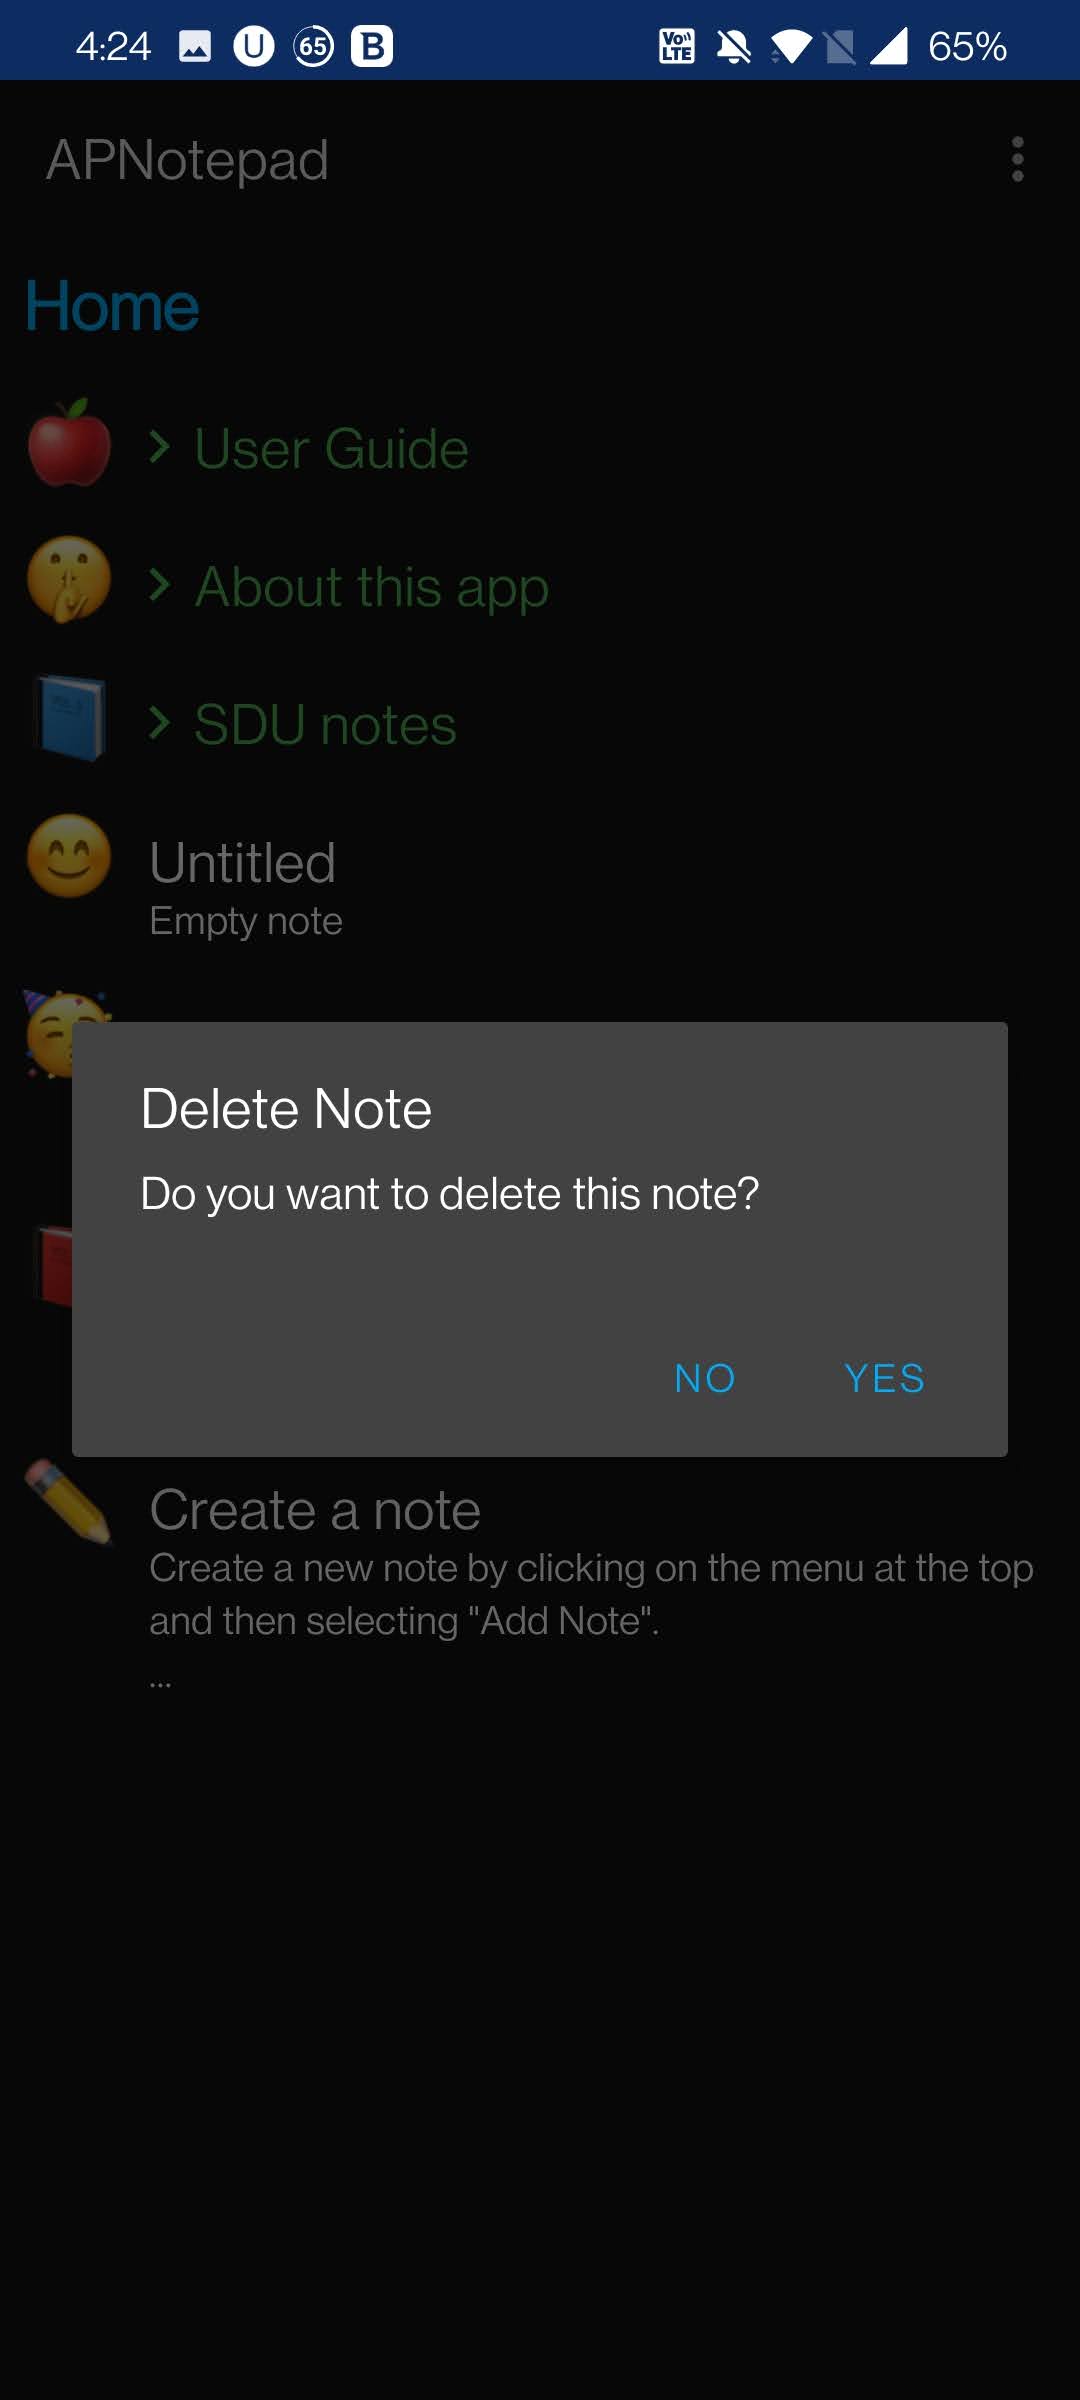 4:24 U 65 B Vo)) LTE 65%
APNotepad
Home
> User Guide
> About this app
> SDU notes
Untitled
Empty note
Delete Note
Do you want to delete this note?
NO YES
Create a note
Create a new note by clicking on the menu at the top
and then selecting "Add Note".
...